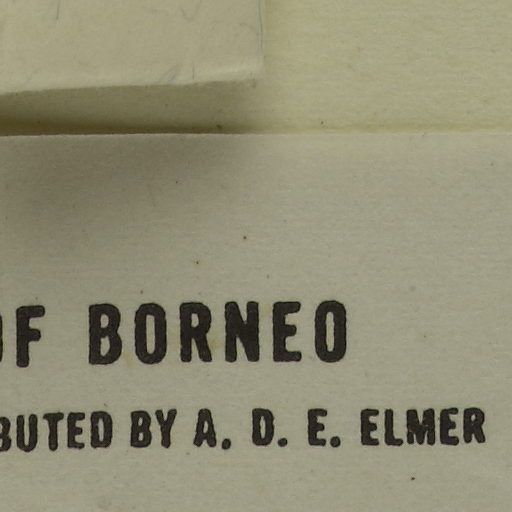 OF BORNEO
BUTED BY A. D. E. ELMER